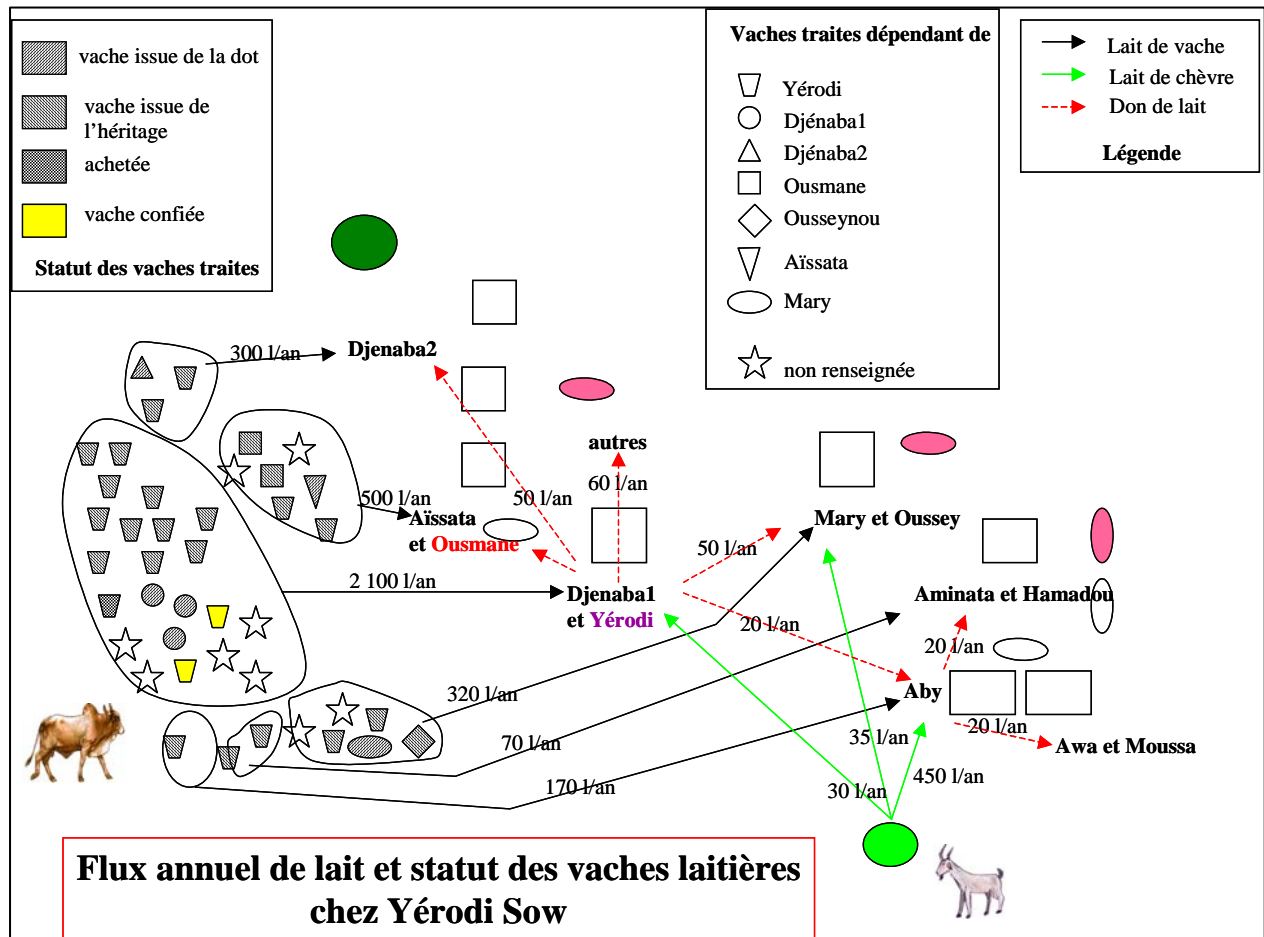 vache issue de la dot
vache issue de
l'héritage
achetée
vache confiée
Statut des vaches traites
Vaches traites dépendant de
Yérodi
Djénaba1
Djénaba2
Ousmane
Ousseynou
Aïssata
Mary
non renseignée
Lait de vache
Lait de chèvre
Don de lait
Légende
300 l/an
Djenaba2
autres
500 l/an
50 l/an
60 l/an
Aïssata
et Ousmane
Mary et Oussey
50 l/an
2 100 l/an
Djenaba1
et Yérodi
Aminata et Hamadou
20 l/an
20 l/an
320 l/an
Aby
20 l/an
70 l/an
35 l/an
Awa et Moussa
170 l/an
30 l/an
450 l/an
Flux annuel de lait et statut des vaches laitières
chez Yérodi Sow